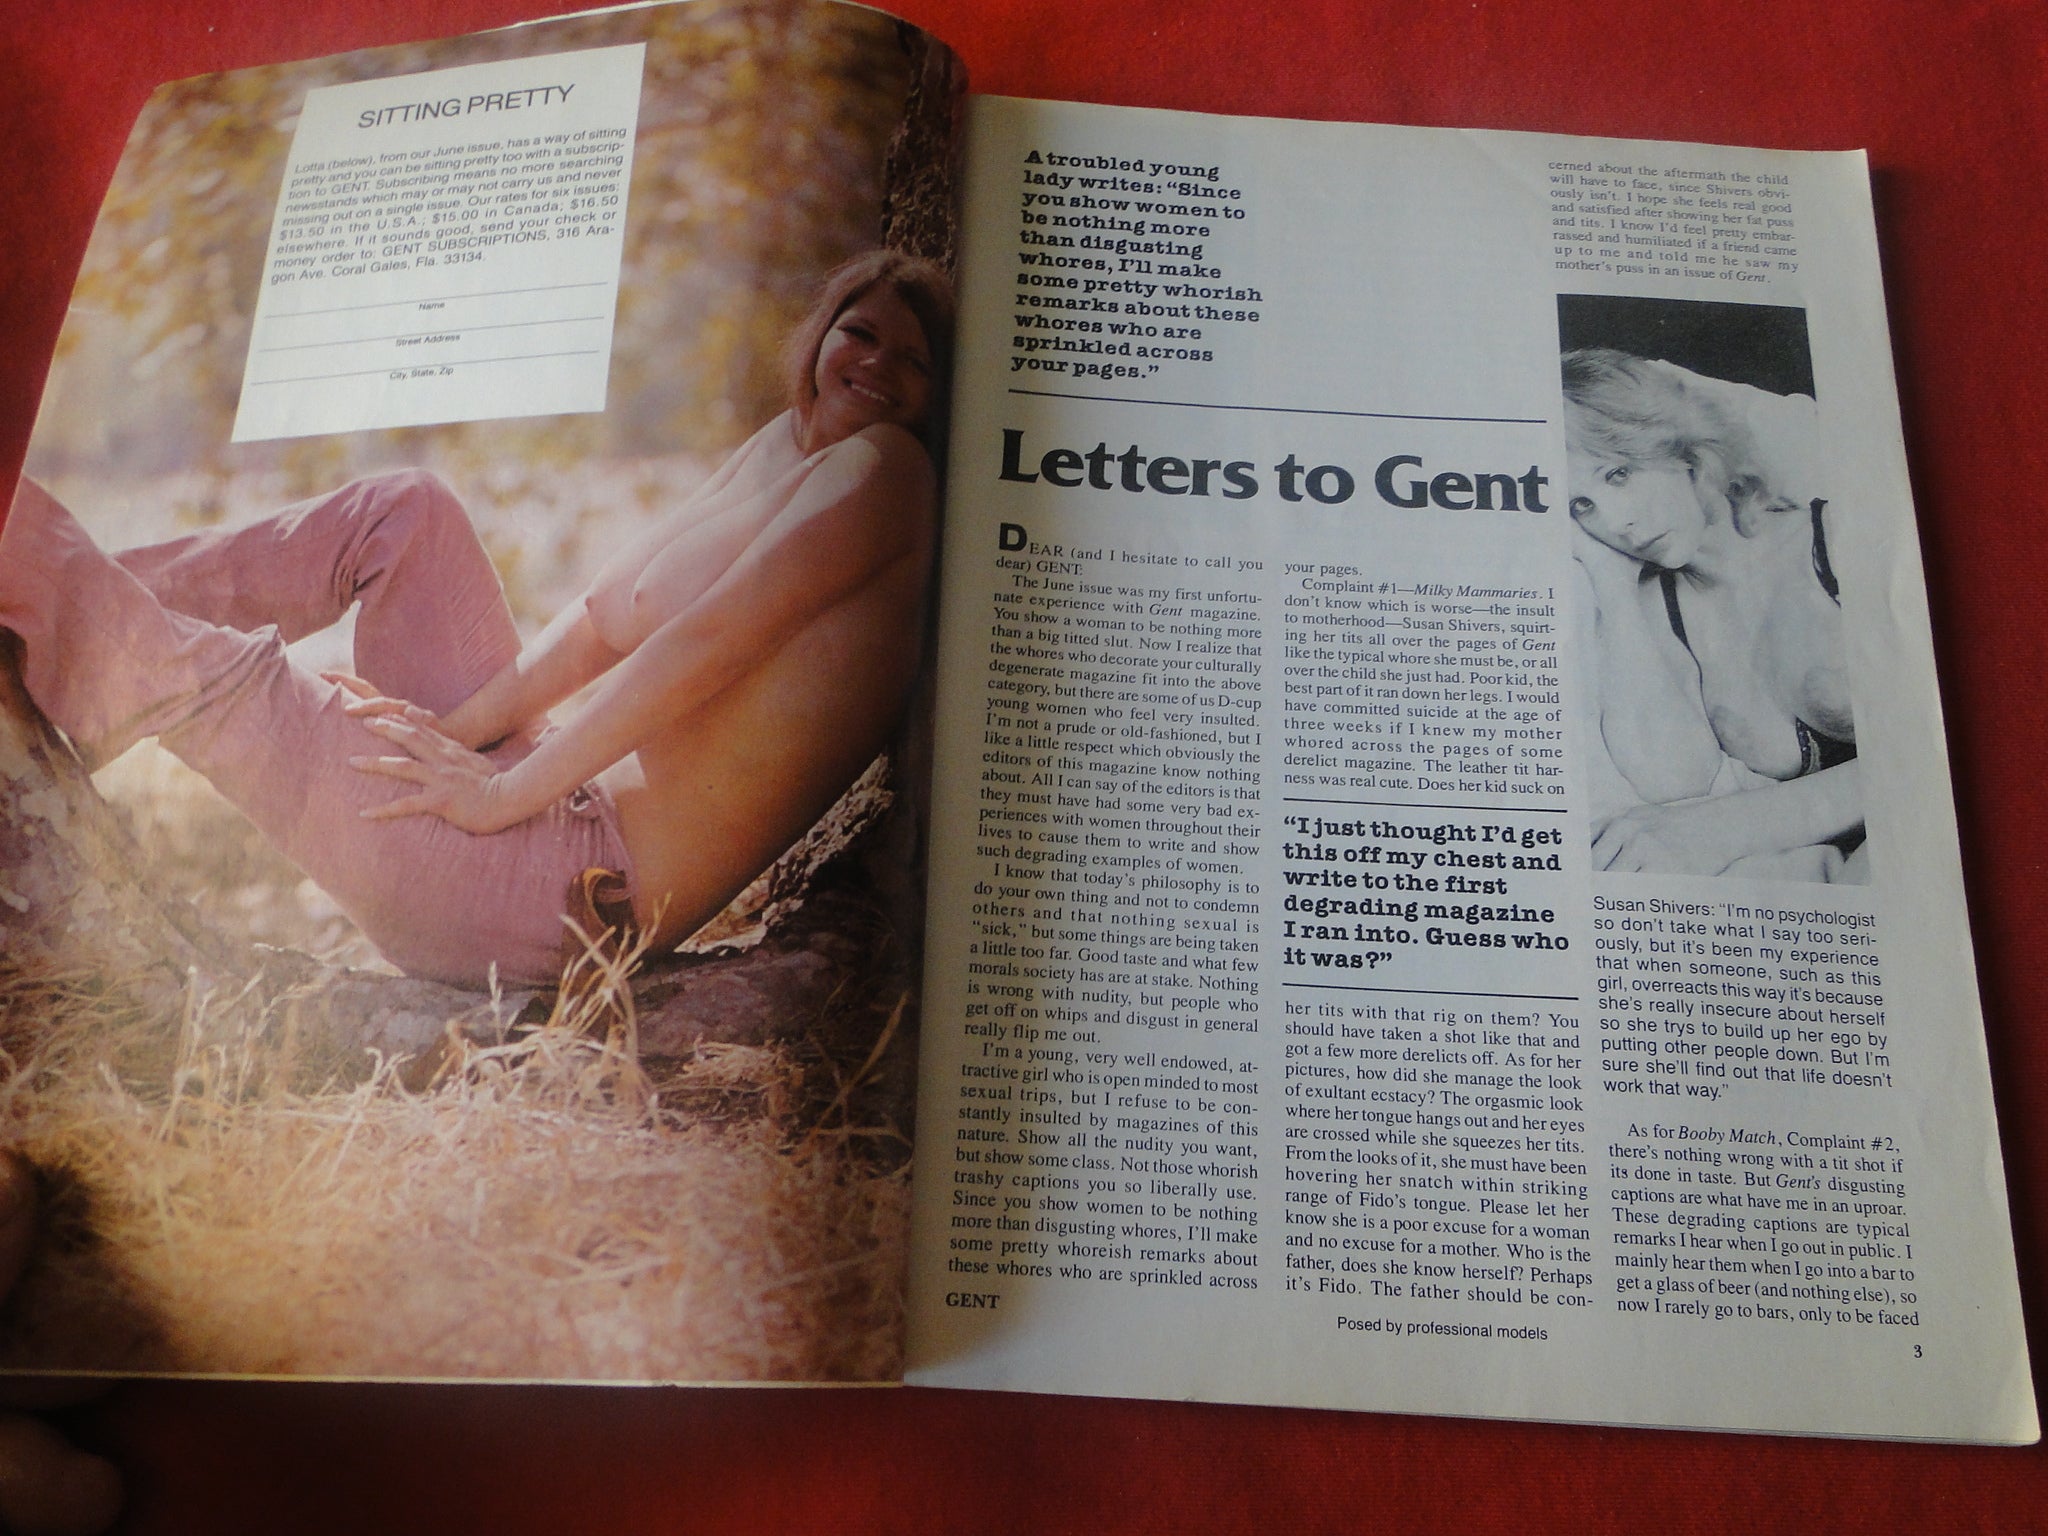 SITTING PRETTY
Lotta (below), from our June issue, has a way of sitting
pretty and you can be sitting pretty too with a subscrip-
tion to GENT. Subscribing means no more searching
newsstands which may or may not carry us and never
missing out on a single issue. Our rates for six issues:
$13.50 in the U.S.A.; $15.00 in Canada; $16.50
elsewhere. If it sounds good, send your check or
money order to: GENT SUBSCRIPTIONS, 316 Ara-
gon Ave. Coral Gales, Fla. 33134.
Name
Street Address
City, State, Zip
A troubled young
lady writes: “Since
you show women to
be nothing more
than disgusting
whores, I’ll make
some pretty whorish
remarks about these
whores who are
sprinkled across
your pages.”
Letters to Gent
DEAR (and I hesitate to call you
dear) GENT:
The June issue was my first unfortu-
nate experience with Gent magazine.
You show a woman to be nothing more
than a big titted slut. Now I realize that
the whores who decorate your culturally
degenerate magazine fit into the above
category, but there are some of us D-cup
young women who feel very insulted.
I’m not a prude or old-fashioned, but I
like a little respect which obviously the
editors of this magazine know nothing
about. All I can say of the editors is that
they must have had some very bad ex-
periences with women throughout their
lives to cause them to write and show
such degrading examples of women.
I know that today’s philosophy is to
do your own thing and not to condemn
others and that nothing sexual is
“sick,” but some things are being taken
a little too far. Good taste and what few
morals society has are at stake. Nothing
is wrong with nudity, but people who
get off on whips and disgust in general
really flip me out.
I’m a young, very well endowed, at-
tractive girl who is open minded to most
sexual trips, but I refuse to be con-
stantly insulted by magazines of this
nature. Show all the nudity you want,
but show some class. Not those whorish
trashy captions you so liberally use.
Since you show women to be nothing
more than disgusting whores, I’ll make
some pretty whoreish remarks about
these whores who are sprinkled across
your pages.
Complaint #1—Milky Mammaries. I
don’t know which is worse—the insult
to motherhood—Susan Shivers, squirt-
ing her tits all over the pages of Gent
like the typical whore she must be, or all
over the child she just had. Poor kid, the
best part of it ran down her legs. I would
have committed suicide at the age of
three weeks if I knew my mother
whored across the pages of some
derelict magazine. The leather tit har-
ness was real cute. Does her kid suck on
“I just thought I’d get
this off my chest and
write to the first
degrading magazine
I ran into. Guess who
it was?”
her tits with that rig on them? You
should have taken a shot like that and
got a few more derelicts off. As for her
pictures, how did she manage the look
of exultant ecstacy? The orgasmic look
where her tongue hangs out and her eyes
are crossed while she squeezes her tits.
From the looks of it, she must have been
hovering her snatch within striking
range of Fido’s tongue. Please let her
know she is a poor excuse for a woman
and no excuse for a mother. Who is the
father, does she know herself? Perhaps
it’s Fido. The father should be con-
cerned about the aftermath the child
will have to face, since Shivers obvi-
ously isn’t. I hope she feels real good
and satisfied after showing her fat puss
and tits. I know I’d feel pretty embar-
rassed and humiliated if a friend came
up to me and told me he saw my
mother’s puss in an issue of Gent.
Susan Shivers: “I’m no psychologist
so don’t take what I say too seri-
ously, but it’s been my experience
that when someone, such as this
girl, overreacts this way it’s because
she’s really insecure about herself
so she trys to build up her ego by
putting other people down. But I’m
sure she’ll find out that life doesn’t
work that way.”
As for Booby Match, Complaint #2,
there’s nothing wrong with a tit shot if
its done in taste. But Gent’s disgusting
captions are what have me in an uproar.
These degrading captions are typical
remarks I hear when I go out in public. I
mainly hear them when I go into a bar to
get a glass of beer (and nothing else), so
now I rarely go to bars, only to be faced
GENT
Posed by professional models
3